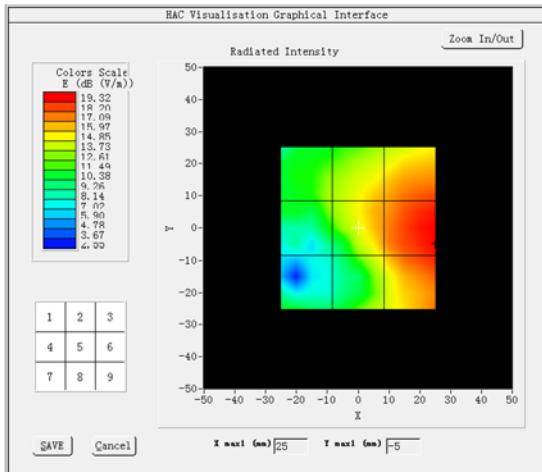 HAC Visualisation Graphical Interface
Zoom In/Out
Radiated Intensity
Colors Scale
E (dB (V/m))
19.32
18.20
17.09
15.97
14.85
13.73
12.61
11.49
10.38
9.26
8.14
7.02
5.90
4.78
3.67
2.55
50
40
30
20
10
0
-10
-20
-30
-40
-50
Y
-50 -40 -30 -20 -10 0 10 20 30 40 50
X
1 2 3
4 5 6
7 8 9
SAVE
Cancel
X max1 (mm) 25
Y max1 (mm) -5